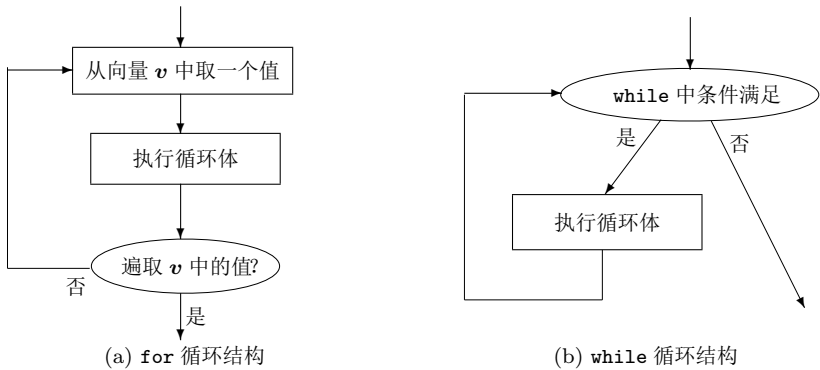 从向量 v 中取一个值
执行循环体
遍取 v 中的值?
否
是
(a) for 循环结构
while 中条件满足
是
否
执行循环体
(b) while 循环结构